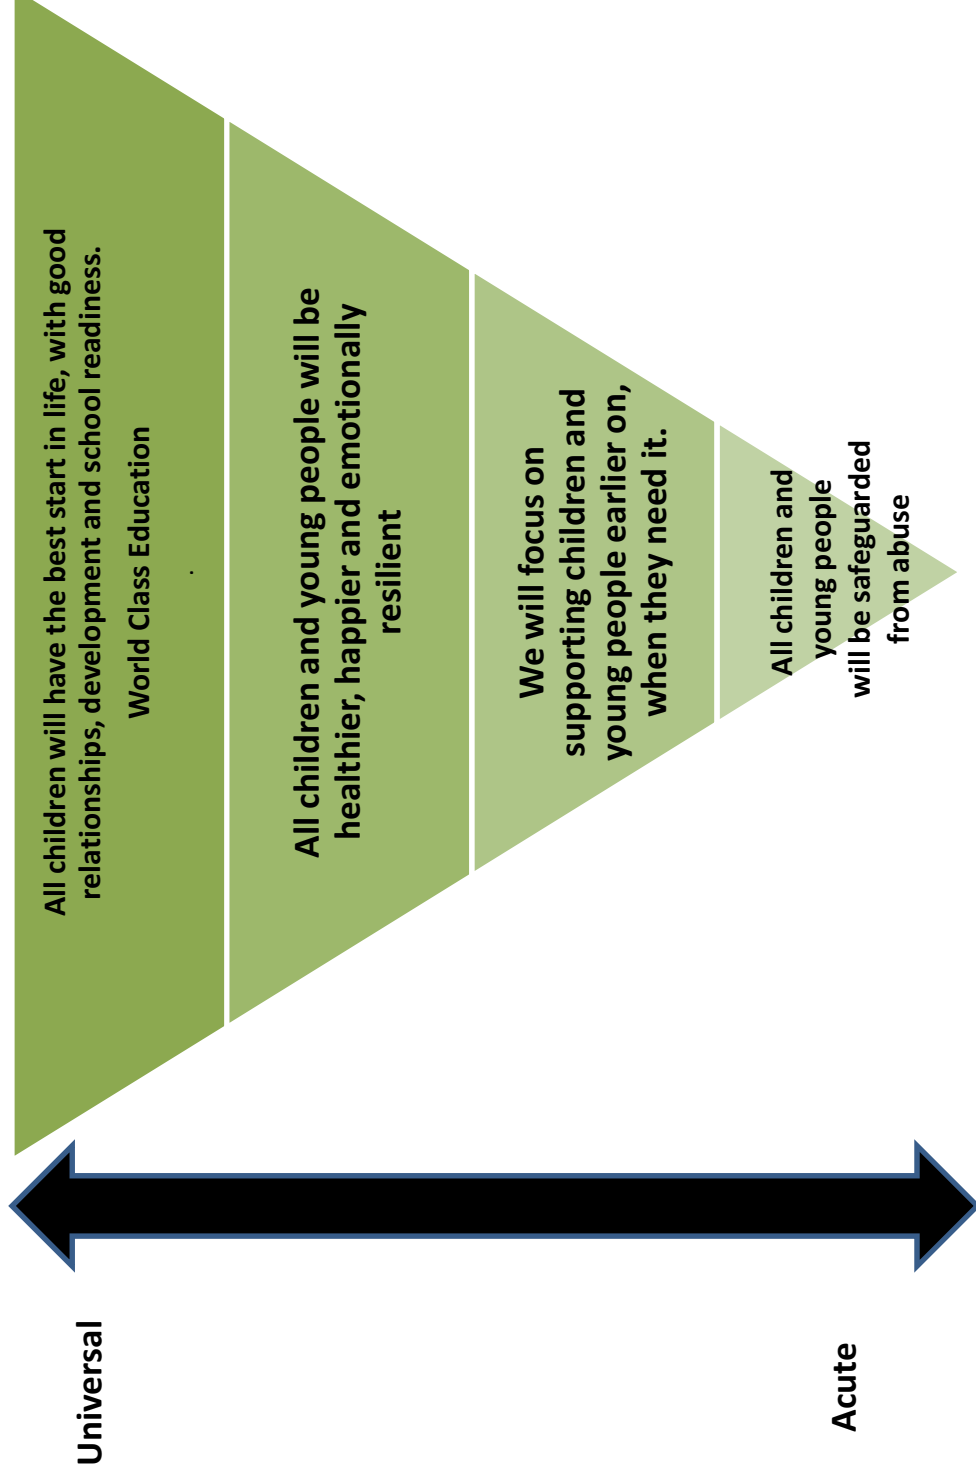 All children will have the best start in life, with good
relationships, development and school readiness.
World Class Education
.
All children and young people will be
healthier, happier and emotionally
resilient
We will focus on
supporting children and
young people earlier on,
when they need it.
All children and
young people
will be safeguarded
from abuse
Universal
Acute